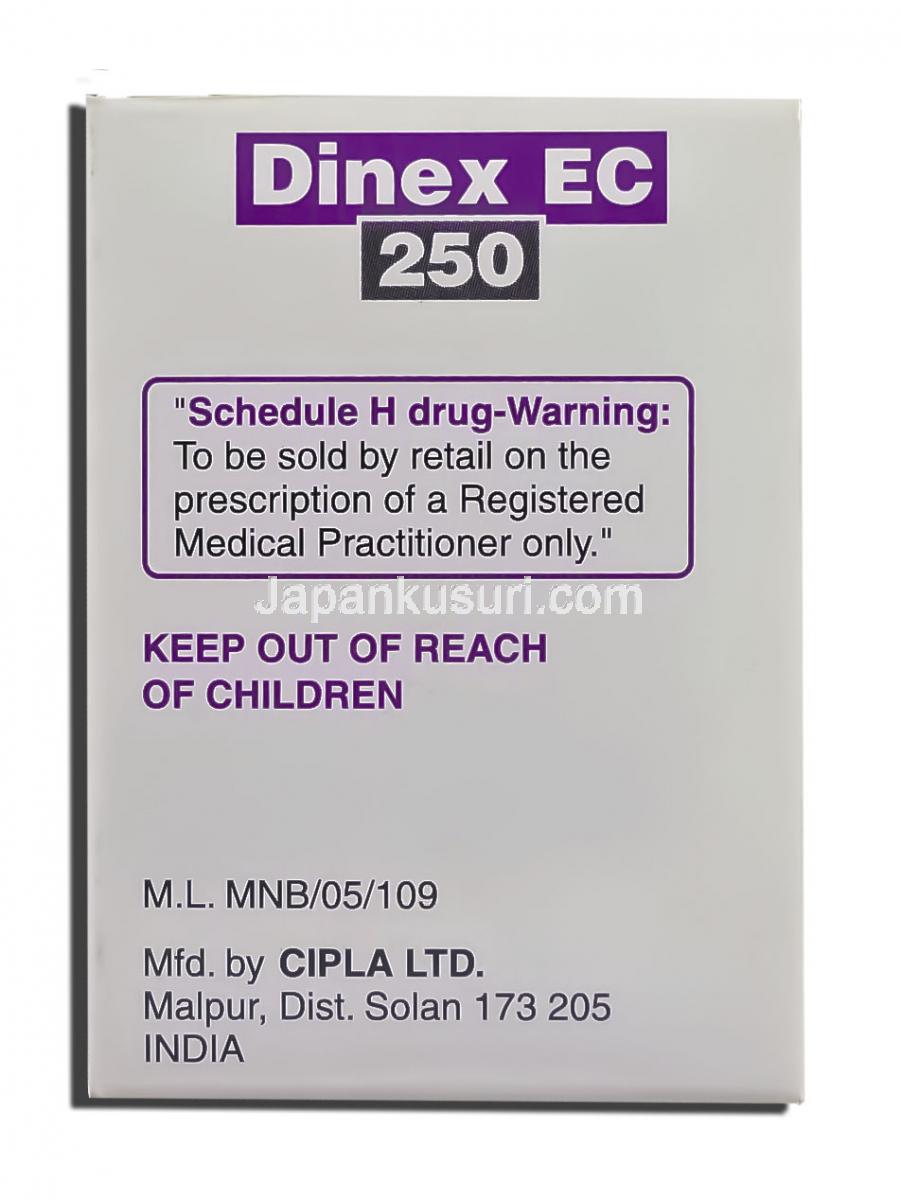 Dinex EC
250
"Schedule H drug-Warning:
To be sold by retail on the
prescription of a Registered
Medical Practitioner only."
Japankusuri.com
KEEP OUT OF REACH
OF CHILDREN
M.L. MNB/05/109
Mfd. by CIPLA LTD.
Malpur, Dist. Solan 173 205
INDIA